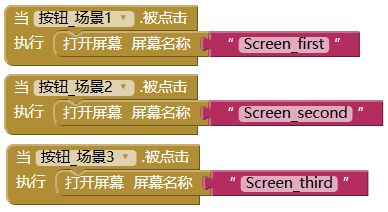 当 按钮_场景1 .被点击
执行 打开屏幕 屏幕名称 “ Screen_first ”
当 按钮_场景2 .被点击
执行 打开屏幕 屏幕名称 “ Screen_second ”
当 按钮_场景3 .被点击
执行 打开屏幕 屏幕名称 “ Screen_third ”